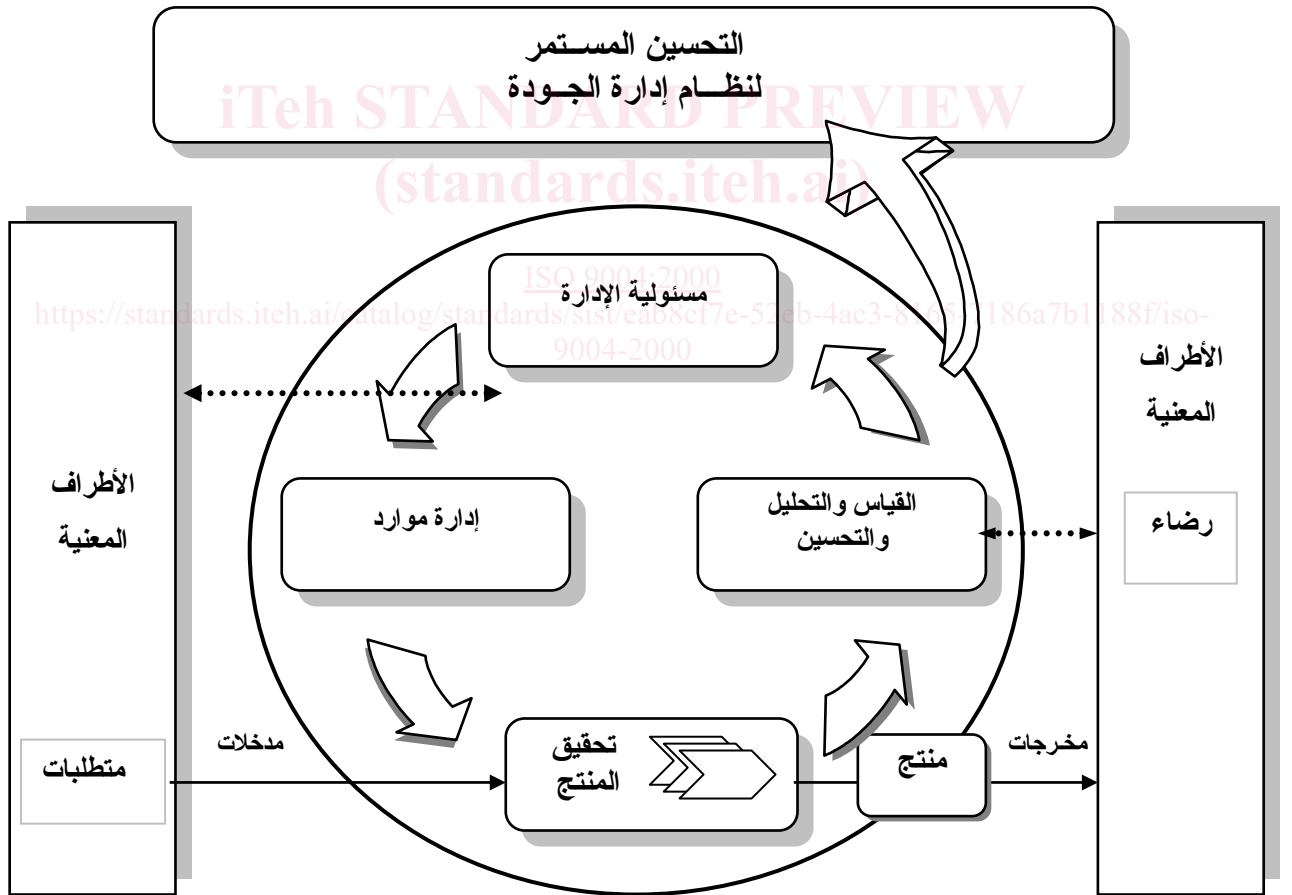 التحسين المستمر
لنظام إدارة الجودة
iTeh STANDARD PREVIEW
(standards.iteh.ai)
ISO 9004:2000
https://standards.iteh.ai/catalog/standards/sist/eab8cf7e-52eb-4ac3-8165-f186a7b1188f/iso-
9004-2000
مسئولية الإدارة
الأطراف
المعنية
رضاء
القياس والتحليل
والتحسين
إدارة موارد
الأطراف
المعنية
متطلبات
مدخلات
تحقيق
المنتج
منتج
مخرجات